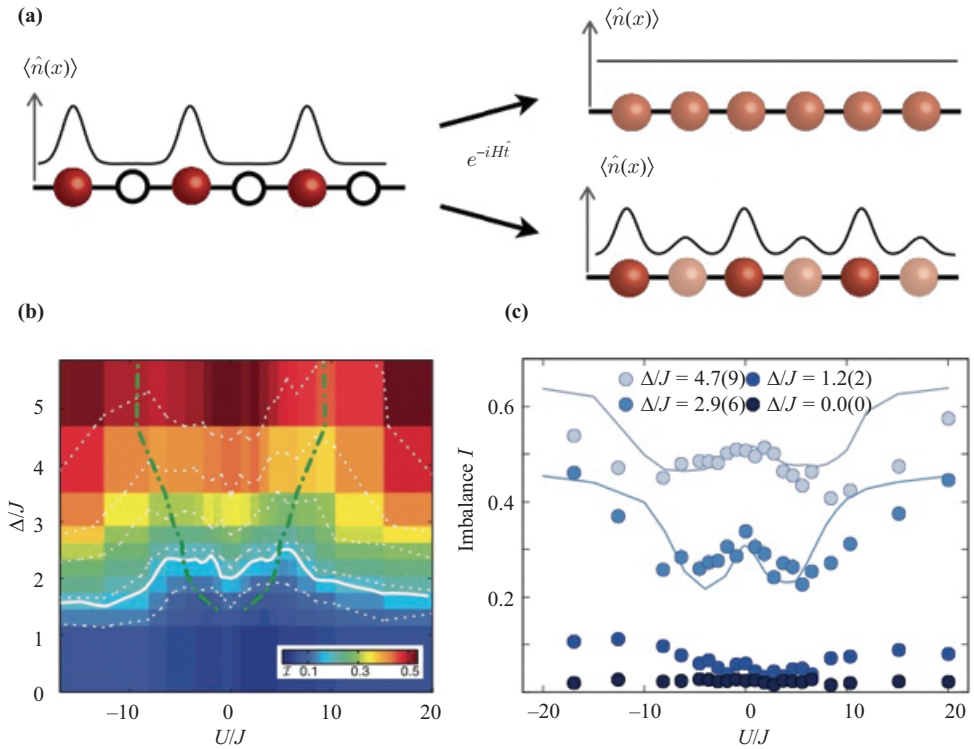 (a)
⟨n̂(x)⟩
⟨n̂(x)⟩
e^{-iHt̂}
⟨n̂(x)⟩
(b)
Δ/J
5
4
3
2
1
0
–10 0 10 20
U/J
I 0.1 0.3 0.5
(c)
Imbalance I
0.6
0.4
0.2
Δ/J = 4.7(9) Δ/J = 1.2(2)
Δ/J = 2.9(6) Δ/J = 0.0(0)
–20 –10 0 10 20
U/J